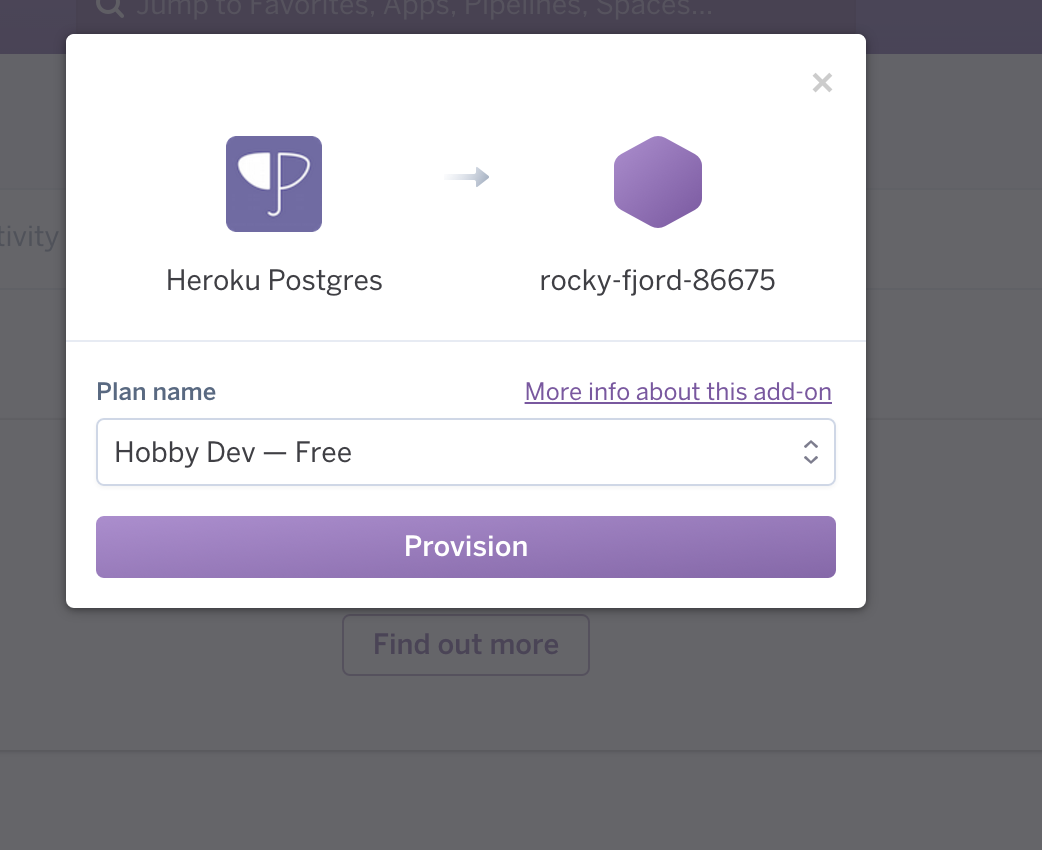 Jump to Favorites, Apps, Pipelines, Spaces...
×
Heroku Postgres
rocky-fjord-86675
tivity
Plan name
More info about this add-on
Hobby Dev — Free
Provision
Find out more